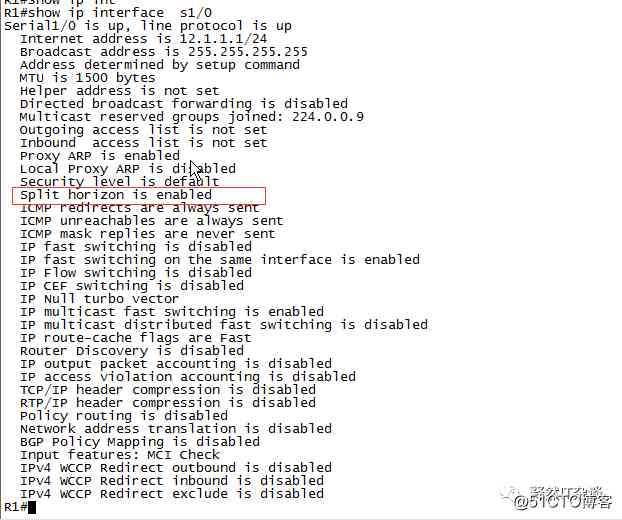 R1#show ip int
R1#show ip interface  s1/0
Serial1/0 is up, line protocol is up
  Internet address is 12.1.1.1/24
  Broadcast address is 255.255.255.255
  Address determined by setup command
  MTU is 1500 bytes
  Helper address is not set
  Directed broadcast forwarding is disabled
  Multicast reserved groups joined: 224.0.0.9
  Outgoing access list is not set
  Inbound  access list is not set
  Proxy ARP is enabled
  Local Proxy ARP is disabled
  Security level is default
  Split horizon is enabled
  ICMP redirects are always sent
  ICMP unreachables are always sent
  ICMP mask replies are never sent
  IP fast switching is disabled
  IP fast switching on the same interface is enabled
  IP Flow switching is disabled
  IP CEF switching is disabled
  IP Null turbo vector
  IP multicast fast switching is enabled
  IP multicast distributed fast switching is disabled
  IP route-cache flags are Fast
  Router Discovery is disabled
  IP output packet accounting is disabled
  IP access violation accounting is disabled
  TCP/IP header compression is disabled
  RTP/IP header compression is disabled
  Policy routing is disabled
  Network address translation is disabled
  BGP Policy Mapping is disabled
  Input features: MCI Check
  IPv4 WCCP Redirect outbound is disabled
  IPv4 WCCP Redirect inbound is disabled
  IPv4 WCCP Redirect exclude is disabled
R1#
@51CTO博客